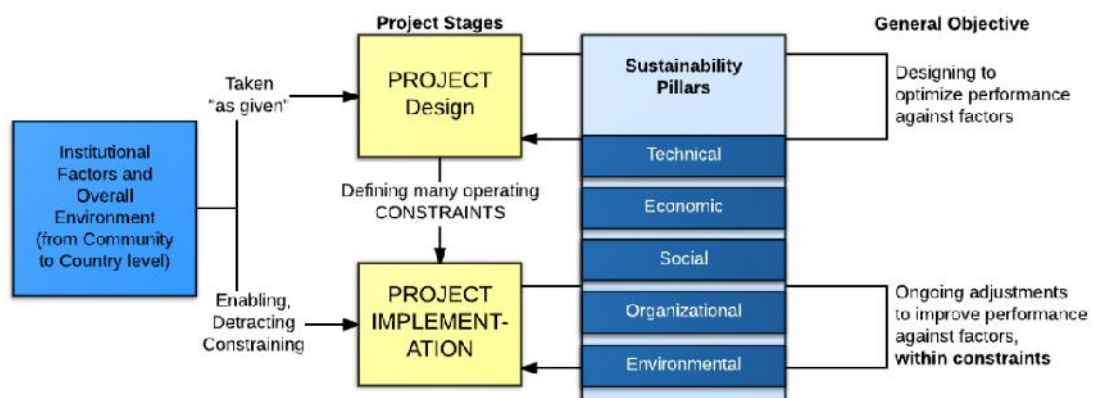 Project Stages
General Objective
Taken
"as given"
PROJECT
Design
Sustainability
Pillars
Designing to
optimize performance
against factors
Institutional
Factors and
Overall
Environment
(from Community
to Country level)
Technical
Defining many operating
CONSTRAINTS
Economic
Social
Enabling,
Detracting
Constraining
PROJECT
IMPLEMENT-
ATION
Organizational
Environmental
Ongoing adjustments
to improve performance
against factors,
within constraints